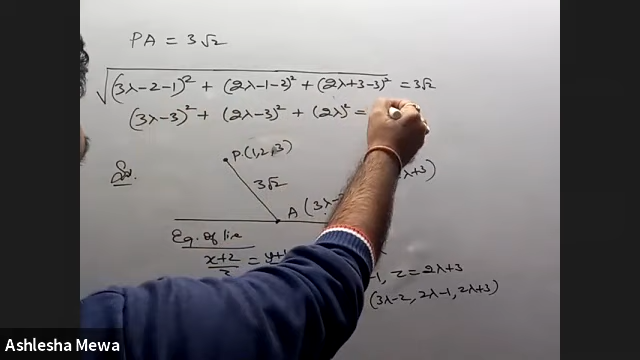 PA = 3√2
√((3λ-2-1)² + (2λ-1-2)² + (2λ+3-3)²) = 3√2
(3λ-3)² + (2λ-3)² + (2λ)² =
P.(1,2,3)
Sol.
3√2
A (3λ-2 λ+3)
Eq. of line
x+2/3 = y+1
-1, z = 2λ+3
(3λ-2, 2λ-1, 2λ+3)
Ashlesha Mewa